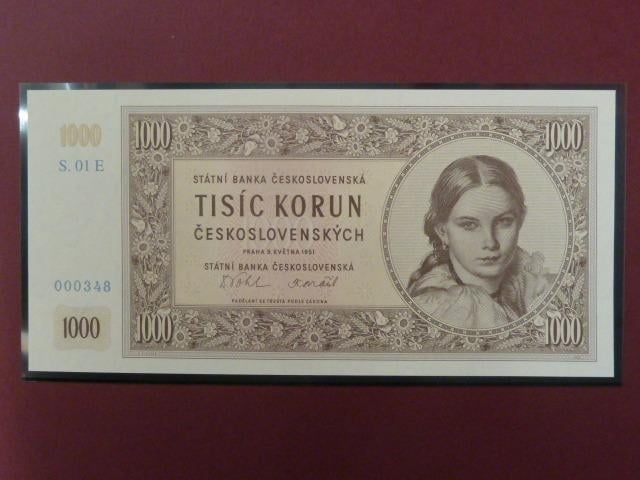 1000
S. 01 E
000348
1000
1000
1000
STÁTNÍ BANKA ČESKOSLOVENSKÁ
TISÍC KORUN
ČESKOSLOVENSKÝCH
PRAHA 9. KVĚTNA 1951
STÁTNÍ BANKA ČESKOSLOVENSKÁ
PADĚLÁNÍ SE TRESTÁ PODLE ZÁKONA
1000
1000